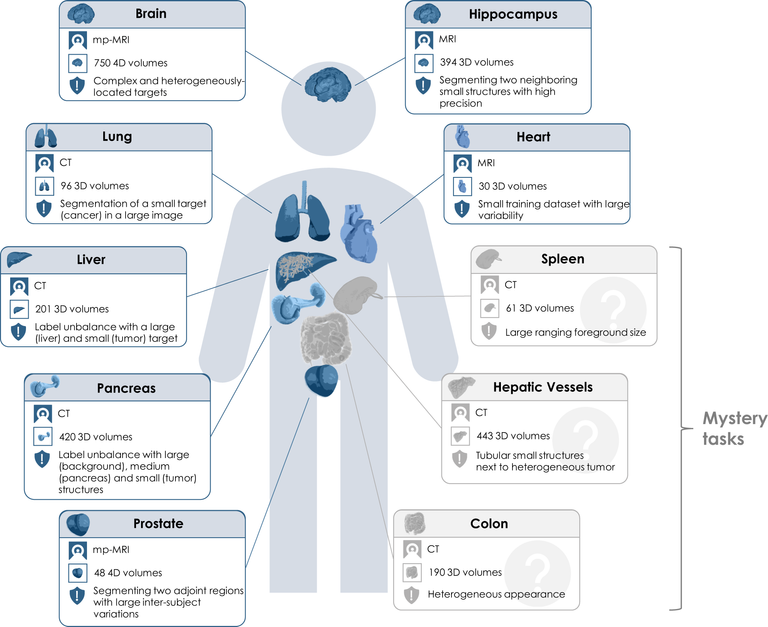 Brain
mp-MRI
750 4D volumes
Complex and heterogeneously-
located targets
Hippocampus
MRI
394 3D volumes
Segmenting two neighboring
small structures with high
precision
Lung
CT
96 3D volumes
Segmentation of a small target
(cancer) in a large image
Heart
MRI
30 3D volumes
Small training dataset with large
variability
Liver
CT
201 3D volumes
Label unbalance with a large
(liver) and small (tumor) target
Spleen
CT
61 3D volumes
?
Large ranging foreground size
Pancreas
CT
420 3D volumes
Label unbalance with large
(background), medium
(pancreas) and small (tumor)
structures
Hepatic Vessels
CT
443 3D volumes
?
Tubular small structures
next to heterogeneous tumor
Mystery
tasks
Prostate
mp-MRI
48 4D volumes
Segmenting two adjoint regions
with large inter-subject
variations
Colon
CT
190 3D volumes
?
Heterogeneous appearance